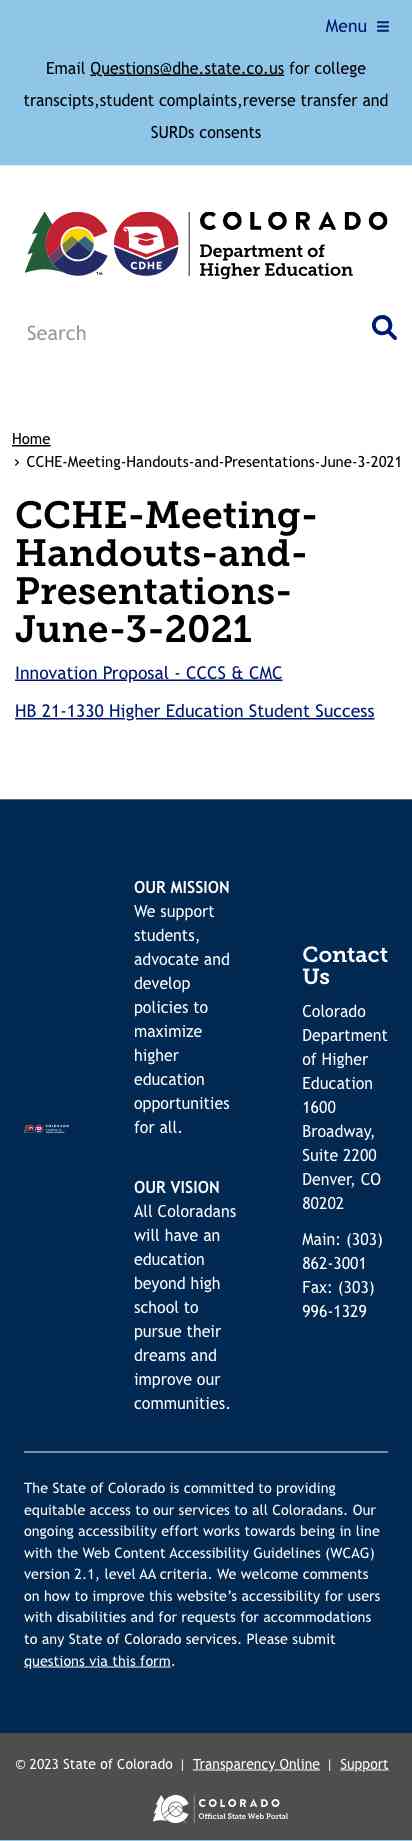 Menu
Email Questions@dhe.state.co.us for college
transcipts,student complaints,reverse transfer and
SURDs consents
CO
TM
CDHE
COLORADO
Department of
Higher Education
Search
Home
› CCHE-Meeting-Handouts-and-Presentations-June-3-2021
CCHE-Meeting-
Handouts-and-
Presentations-
June-3-2021
Innovation Proposal - CCCS & CMC
HB 21-1330 Higher Education Student Success
OUR MISSION
We support
students,
advocate and
develop
policies to
maximize
higher
education
opportunities
for all.
OUR VISION
All Coloradans
will have an
education
beyond high
school to
pursue their
dreams and
improve our
communities.
Contact
Us
Colorado
Department
of Higher
Education
1600
Broadway,
Suite 2200
Denver, CO
80202
Main: (303)
862-3001
Fax: (303)
996-1329
The State of Colorado is committed to providing
equitable access to our services to all Coloradans. Our
ongoing accessibility effort works towards being in line
with the Web Content Accessibility Guidelines (WCAG)
version 2.1, level AA criteria. We welcome comments
on how to improve this website's accessibility for users
with disabilities and for requests for accommodations
to any State of Colorado services. Please submit
questions via this form.
© 2023 State of Colorado | Transparency Online | Support
COLORADO
Official State Web Portal